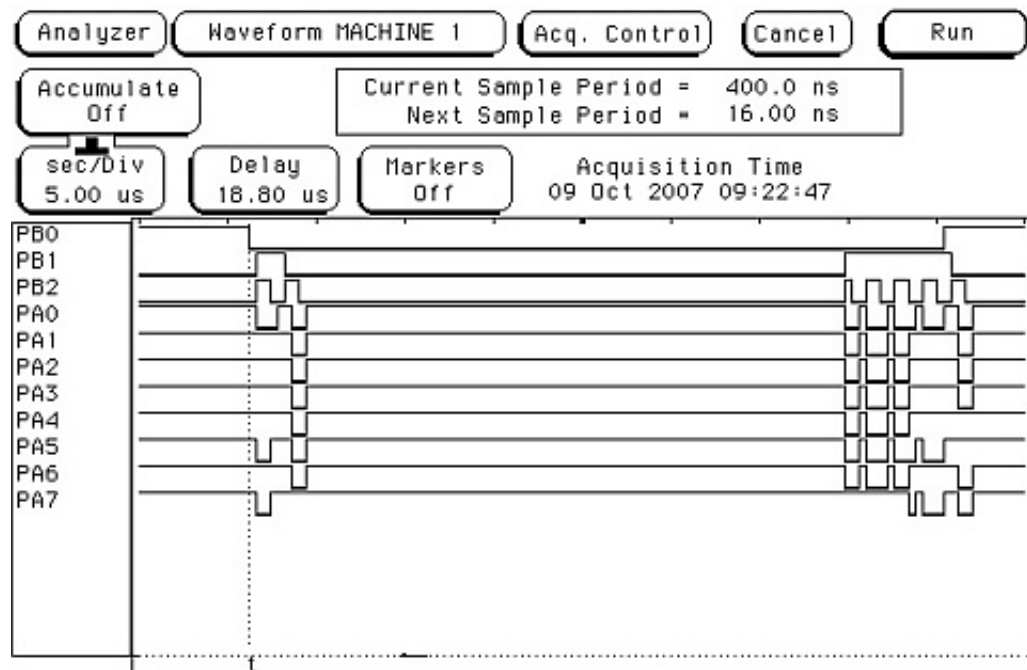 Analyzer Waveform MACHINE 1 Acq. Control Cancel Run
Accumulate
Off
Current Sample Period = 400.0 ns
Next Sample Period = 16.00 ns
sec/Div
5.00 us
Delay
18.80 us
Markers
Off
Acquisition Time
09 Oct 2007 09:22:47
PB0
PB1
PB2
PA0
PA1
PA2
PA3
PA4
PA5
PA6
PA7
t